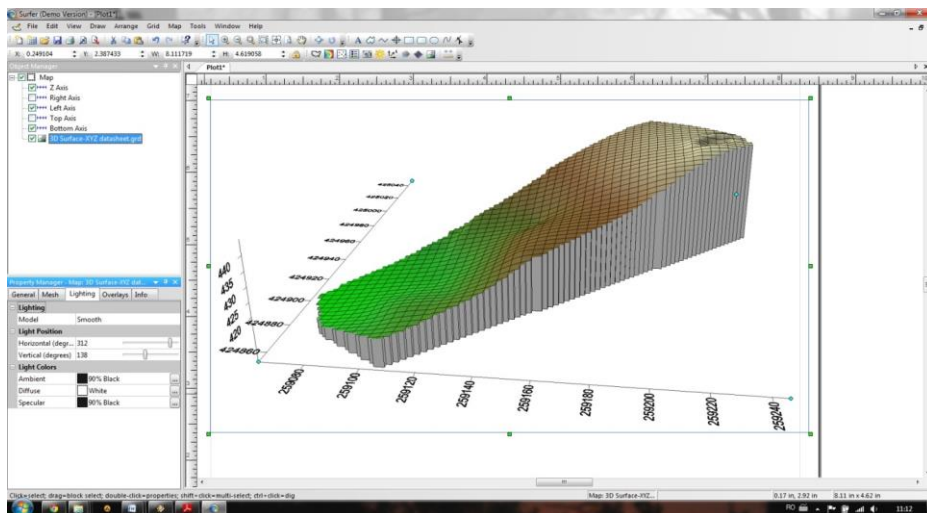 Surfer (Demo Version) - [Plot1*]
File Edit View Draw Arrange Grid Map Tools Window Help
X: 0.249104 Y: 2.387433 W: 8.111719 H: 4.619058
Object Manager
Plot1*
Map
Z Axis
Right Axis
Left Axis
Top Axis
Bottom Axis
3D Surface-XYZ datasheet.grd
425040
425020
425000
424980
424960
424940
424920
424900
424880
424860
440
435
430
425
420
259080
259100
259120
259140
259160
259180
259200
259220
259240
Property Manager - Map: 3D Surface-XYZ dat...
General Mesh Lighting Overlays Info
Lighting
Model Smooth
Light Position
Horizontal (degr... 312
Vertical (degrees) 138
Light Colors
Ambient 90% Black
Diffuse White
Specular 90% Black
Click=select; drag=block select; double-click=properties; shift+click=multi-select; ctrl+click=dig
Map: 3D Surface-XYZ...
0.17 in, 2.92 in
8.11 in x 4.62 in
RO
11:12